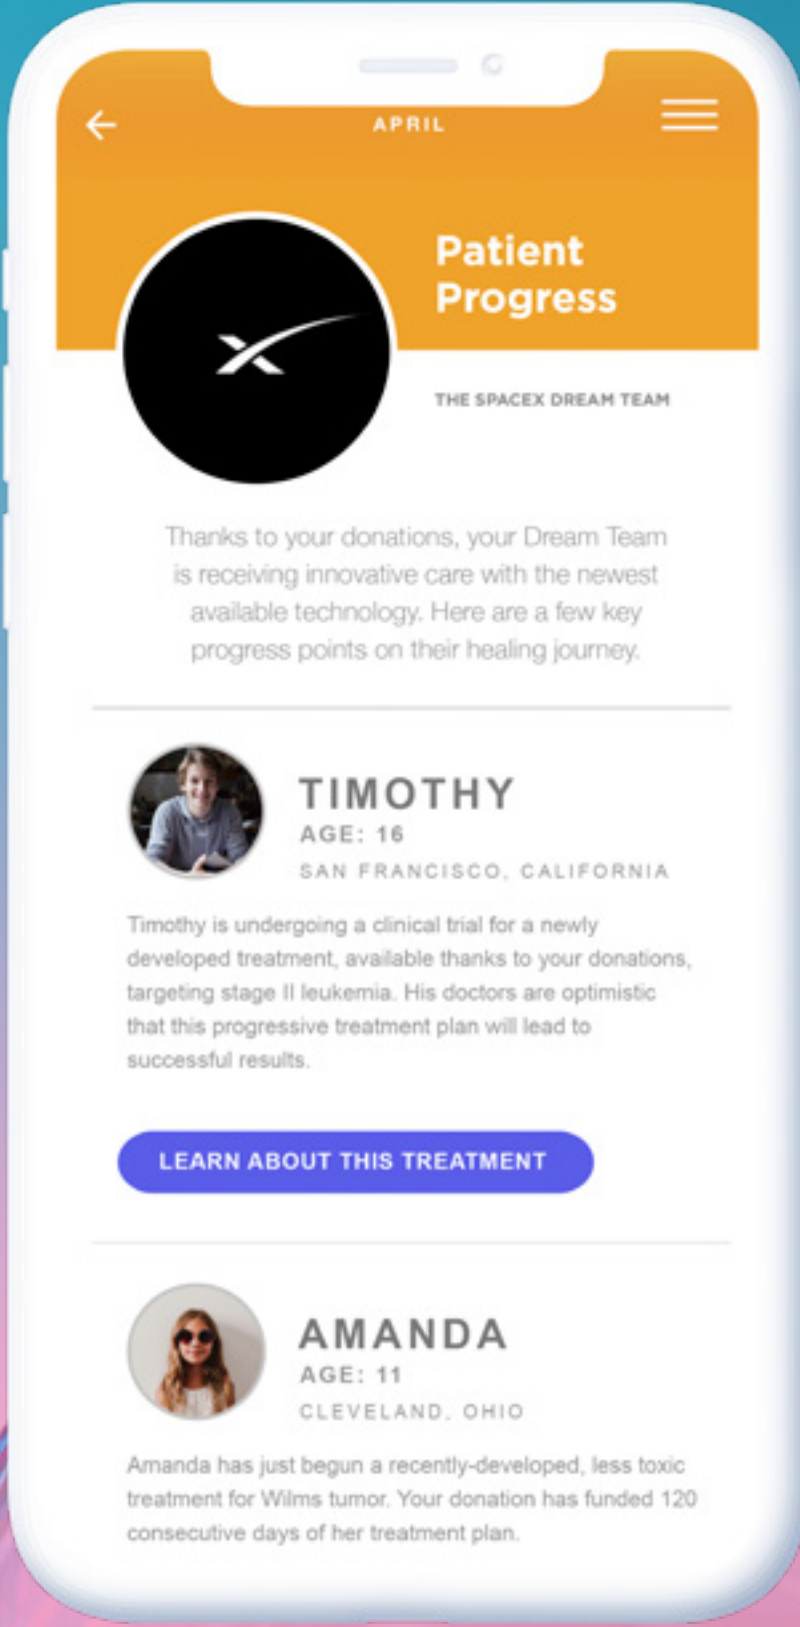 APRIL
Patient
Progress
THE SPACEX DREAM TEAM
Thanks to your donations, your Dream Team
is receiving innovative care with the newest
available technology. Here are a few key
progress points on their healing journey.
TIMOTHY
AGE: 16
SAN FRANCISCO, CALIFORNIA
Timothy is undergoing a clinical trial for a newly
developed treatment, available thanks to your donations,
targeting stage II leukemia. His doctors are optimistic
that this progressive treatment plan will lead to
successful results.
LEARN ABOUT THIS TREATMENT
AMANDA
AGE: 11
CLEVELAND, OHIO
Amanda has just begun a recently-developed, less toxic
treatment for Wilms tumor. Your donation has funded 120
consecutive days of her treatment plan.